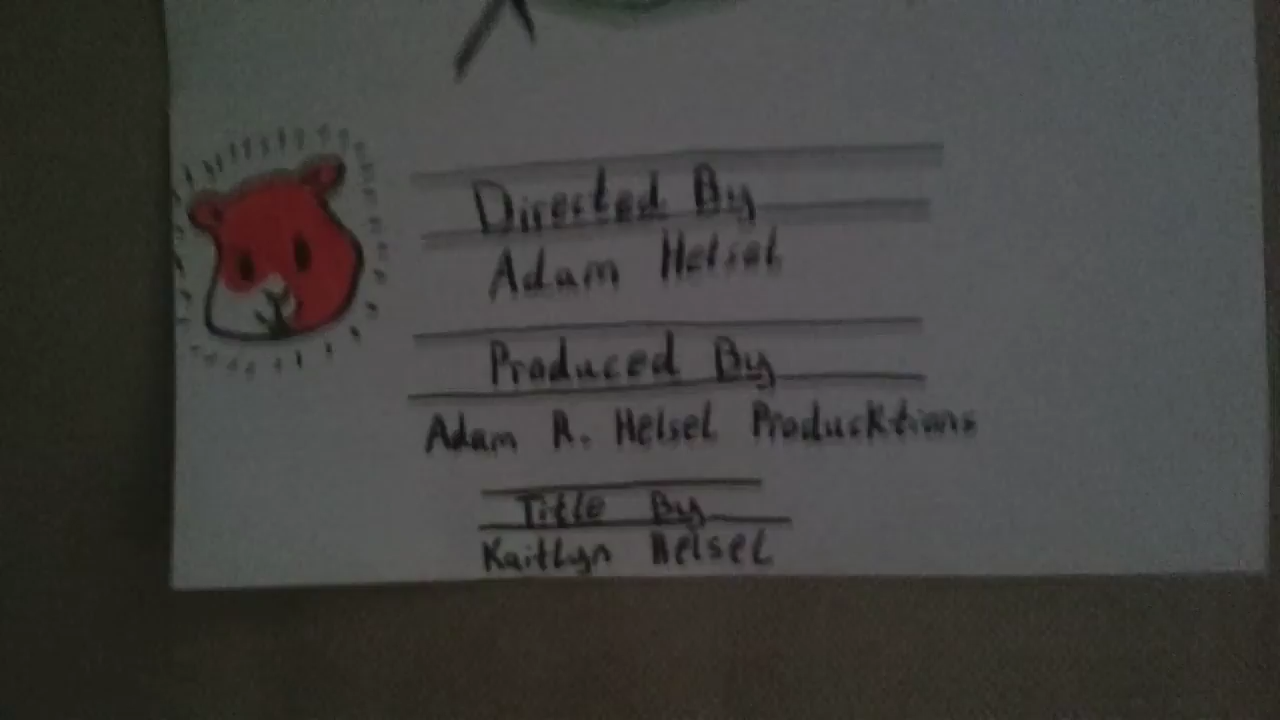 Directed By
Adam Helsel
Produced By
Adam R. Helsel Producktions
Title By
Kaitlyn Helsel